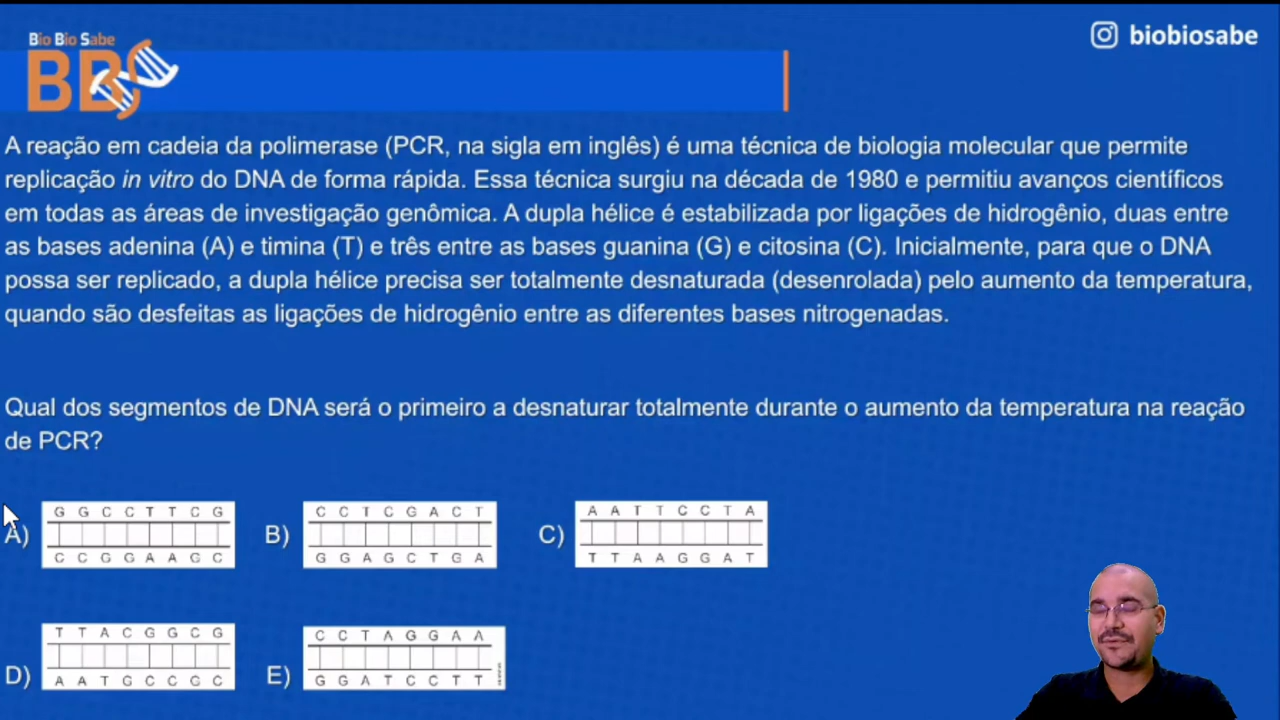 Bio Bio Sabe
BBS
biobiosabe
A reação em cadeia da polimerase (PCR, na sigla em inglês) é uma técnica de biologia molecular que permite
replicação in vitro do DNA de forma rápida. Essa técnica surgiu na década de 1980 e permitiu avanços científicos
em todas as áreas de investigação genômica. A dupla hélice é estabilizada por ligações de hidrogênio, duas entre
as bases adenina (A) e timina (T) e três entre as bases guanina (G) e citosina (C). Inicialmente, para que o DNA
possa ser replicado, a dupla hélice precisa ser totalmente desnaturada (desenrolada) pelo aumento da temperatura,
quando são desfeitas as ligações de hidrogênio entre as diferentes bases nitrogenadas.
Qual dos segmentos de DNA será o primeiro a desnaturar totalmente durante o aumento da temperatura na reação
de PCR?
A)
G G C C T T C G
C C G G A A G C
B)
C C T C G A C T
G G A G C T G A
C)
A A T T C C T A
T T A A G G A T
D)
T T A C G G C G
A A T G C C G C
E)
C C T A G G A A
G G A T C C T T